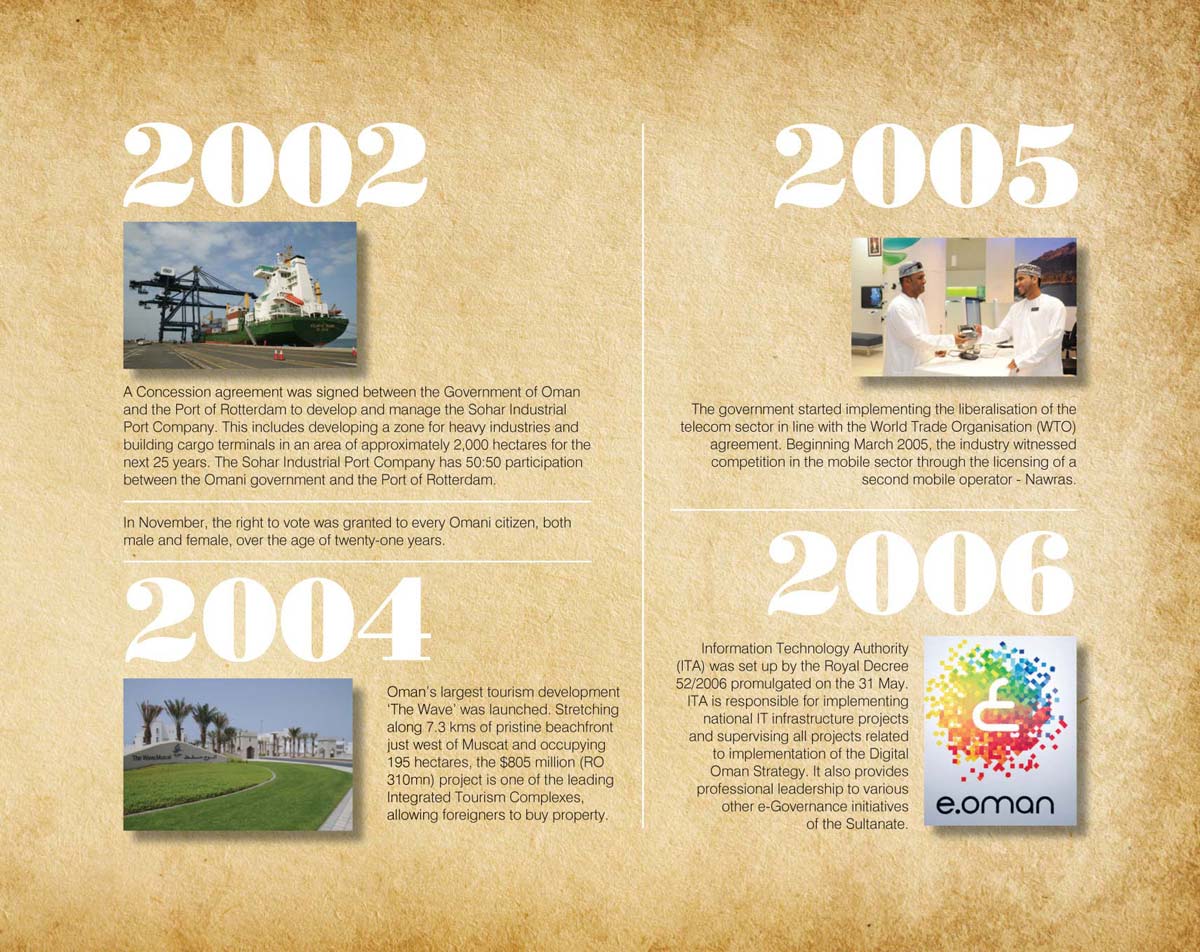 2002
A Concession agreement was signed between the Government of Oman
and the Port of Rotterdam to develop and manage the Sohar Industrial
Port Company. This includes developing a zone for heavy industries and
building cargo terminals in an area of approximately 2,000 hectares for the
next 25 years. The Sohar Industrial Port Company has 50:50 participation
between the Omani government and the Port of Rotterdam.
In November, the right to vote was granted to every Omani citizen, both
male and female, over the age of twenty-one years.
2004
The Wave, Muscat
Oman's largest tourism development
'The Wave' was launched. Stretching
along 7.3 kms of pristine beachfront
just west of Muscat and occupying
195 hectares, the $805 million (RO
310mn) project is one of the leading
Integrated Tourism Complexes,
allowing foreigners to buy property.
2005
The government started implementing the liberalisation of the
telecom sector in line with the World Trade Organisation (WTO)
agreement. Beginning March 2005, the industry witnessed
competition in the mobile sector through the licensing of a
second mobile operator - Nawras.
2006
Information Technology Authority
(ITA) was set up by the Royal Decree
52/2006 promulgated on the 31 May.
ITA is responsible for implementing
national IT infrastructure projects
and supervising all projects related
to implementation of the Digital
Oman Strategy. It also provides
professional leadership to various
other e-Governance initiatives
of the Sultanate.
e.oman